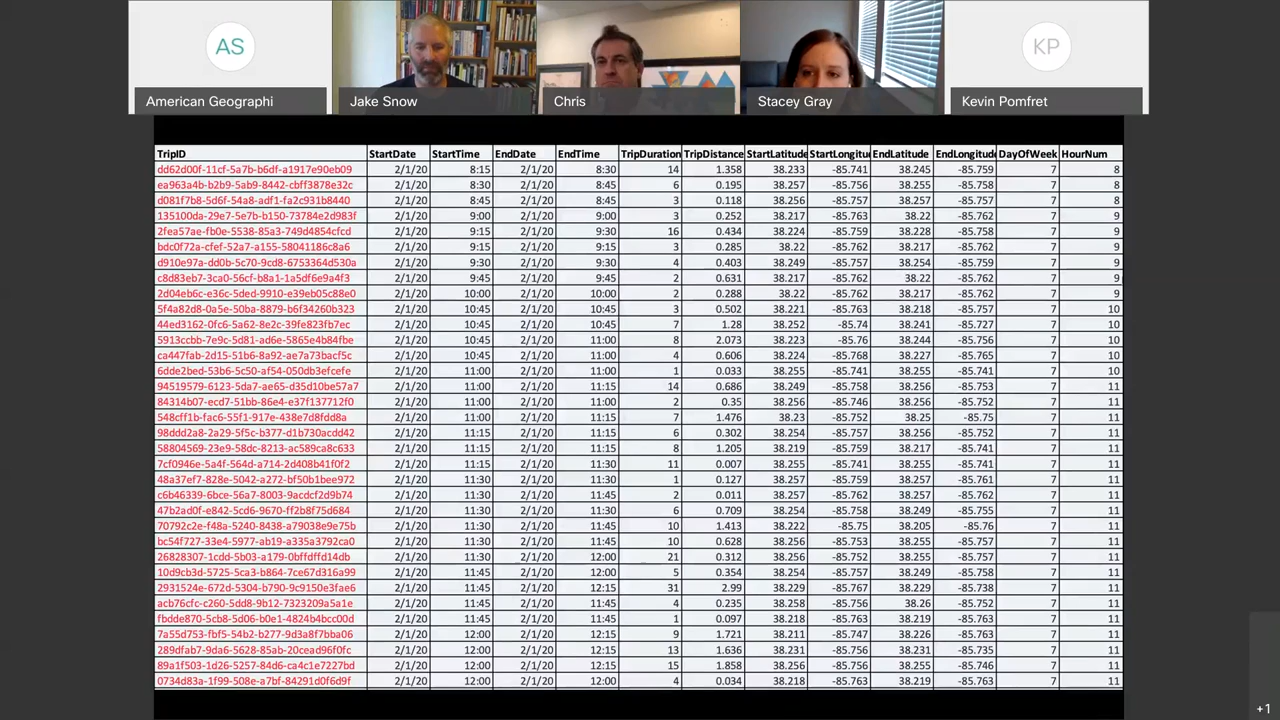 AS KP
American Geographi Jake Snow Chris Stacey Gray Kevin Pomfret
TripID StartDate StartTime EndDate EndTime TripDuration TripDistance StartLatitude StartLongitu EndLatitude EndLongitude DayOfWeek HourNum
dd62d00f-11cf-5a7b-b6df-a1917e90eb09 2/1/20 8:15 2/1/20 8:30 14 1.358 38.233 -85.741 38.245 -85.759 7 8
ea963a4b-b2b9-5ab9-8442-cbff3878e32c 2/1/20 8:30 2/1/20 8:45 6 0.195 38.257 -85.756 38.255 -85.758 7 8
d081f7b8-5d6f-54a8-adf1-fa2c931b8440 2/1/20 8:45 2/1/20 8:45 3 0.118 38.256 -85.757 38.257 -85.756 7 8
135100da-29e7-5e7b-b150-73784e2d983f 2/1/20 9:00 2/1/20 9:00 3 0.252 38.217 -85.763 38.22 -85.762 7 9
2fea57ae-fb0e-5538-85a3-749d4854cfcd 2/1/20 9:15 2/1/20 9:30 16 0.434 38.224 -85.759 38.228 -85.758 7 9
bdc0f72a-cfef-52a7-a155-58041186c8a6 2/1/20 9:15 2/1/20 9:15 3 0.285 38.22 -85.762 38.217 -85.762 7 9
d910e97a-dd0b-5c70-9cd8-6753364d530a 2/1/20 9:30 2/1/20 9:30 4 0.403 38.249 -85.757 38.254 -85.759 7 9
c8d83eb7-3ca0-56cf-b8a1-1a5df6e9a4f3 2/1/20 9:45 2/1/20 9:45 2 0.631 38.217 -85.762 38.22 -85.762 7 9
2d04eb6c-e36c-5ded-9910-e39eb05c88e0 2/1/20 10:00 2/1/20 10:00 2 0.288 38.22 -85.762 38.217 -85.762 7 9
5f4a82d8-0a5e-50ba-8879-b6f34260b323 2/1/20 10:45 2/1/20 10:45 3 0.502 38.221 -85.763 38.218 -85.757 7 10
44ed3162-0fc6-5a62-8e2c-39fe823fb7ec 2/1/20 10:45 2/1/20 10:45 7 1.28 38.252 -85.74 38.241 -85.727 7 10
5913ccbb-7e9c-5d81-ad6e-5865e4b84fbe 2/1/20 10:45 2/1/20 11:00 8 2.073 38.223 -85.76 38.244 -85.756 7 10
ca447fab-2d15-51b6-8a92-ae7a73bacf5c 2/1/20 10:45 2/1/20 11:00 4 0.606 38.224 -85.768 38.227 -85.765 7 10
6dde2bed-53b6-5c50-af54-050db3efcefe 2/1/20 11:00 2/1/20 11:00 1 0.033 38.255 -85.741 38.255 -85.741 7 10
94519579-6123-5da7-ae65-d35d10be57a7 2/1/20 11:00 2/1/20 11:15 14 0.686 38.249 -85.758 38.256 -85.753 7 11
84314b07-ecd7-51bb-86e4-e37f137712f0 2/1/20 11:00 2/1/20 11:00 2 0.35 38.256 -85.746 38.256 -85.752 7 11
548cff1b-fac6-55f1-917e-438e7d8fdd8a 2/1/20 11:00 2/1/20 11:15 7 1.476 38.23 -85.752 38.25 -85.75 7 11
98ddd2a8-2a29-5f5c-b377-d1b730acdd42 2/1/20 11:15 2/1/20 11:15 6 0.302 38.254 -85.757 38.256 -85.752 7 11
58804569-23e9-58dc-8213-ac589ca8c633 2/1/20 11:15 2/1/20 11:15 8 1.205 38.219 -85.759 38.217 -85.741 7 11
7cf0946e-5a4f-564d-a714-2d408b41f0f2 2/1/20 11:15 2/1/20 11:30 11 0.007 38.255 -85.741 38.255 -85.741 7 11
48a37ef7-828e-5042-a272-bf50b1bee972 2/1/20 11:30 2/1/20 11:30 1 0.127 38.257 -85.759 38.257 -85.761 7 11
c6b46339-6bce-56a7-8003-9acdcf2d9b74 2/1/20 11:30 2/1/20 11:45 2 0.011 38.257 -85.762 38.257 -85.762 7 11
47b2ad0f-e842-5cd6-9670-ff2b8f75d684 2/1/20 11:30 2/1/20 11:30 6 0.709 38.254 -85.758 38.249 -85.755 7 11
70792c2e-f48a-5240-8438-a79038e9e75b 2/1/20 11:30 2/1/20 11:45 10 1.413 38.222 -85.75 38.205 -85.76 7 11
bc54f727-33e4-5977-ab19-a335a3792ca0 2/1/20 11:30 2/1/20 11:45 10 0.628 38.256 -85.753 38.255 -85.757 7 11
26828307-1cdd-5b03-a179-0bffdffd14db 2/1/20 11:30 2/1/20 12:00 21 0.312 38.256 -85.752 38.255 -85.757 7 11
10d9cb3d-5725-5ca3-b864-7ce67d316a99 2/1/20 11:45 2/1/20 12:00 5 0.354 38.254 -85.757 38.249 -85.758 7 11
2931524e-672d-5304-b790-9c9150e3fae6 2/1/20 11:45 2/1/20 12:15 31 2.99 38.229 -85.767 38.229 -85.738 7 11
acb76cfc-c260-5dd8-9b12-7323209a5a1e 2/1/20 11:45 2/1/20 11:45 4 0.235 38.258 -85.756 38.26 -85.752 7 11
fbdde870-5cb8-5d06-b0e1-4824b4bcc00d 2/1/20 11:45 2/1/20 11:45 1 0.097 38.218 -85.763 38.219 -85.763 7 11
7a55d753-fbf5-54b2-b277-9d3a8f7bba06 2/1/20 12:00 2/1/20 12:15 9 1.721 38.211 -85.747 38.226 -85.763 7 11
289dfab7-9da6-5628-85ab-20cead96f0fc 2/1/20 12:00 2/1/20 12:15 13 1.636 38.231 -85.756 38.231 -85.735 7 11
89a1f503-1d26-5257-84d6-ca4c1e7227bd 2/1/20 12:00 2/1/20 12:15 15 1.858 38.256 -85.756 38.255 -85.746 7 11
0734d83a-1f99-508e-a7bf-84291d0f6d9f 2/1/20 12:00 2/1/20 12:00 4 0.034 38.218 -85.763 38.219 -85.763 7 11
+1